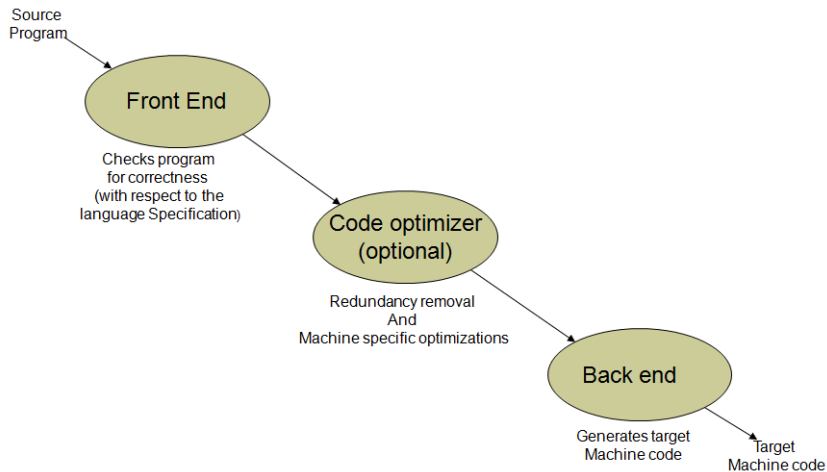 Source
Program
Front End
Checks program
for correctness
(with respect to the
language Specification)
Code optimizer
(optional)
Redundancy removal
And
Machine specific optimizations
Back end
Generates target
Machine code
Target
Machine code